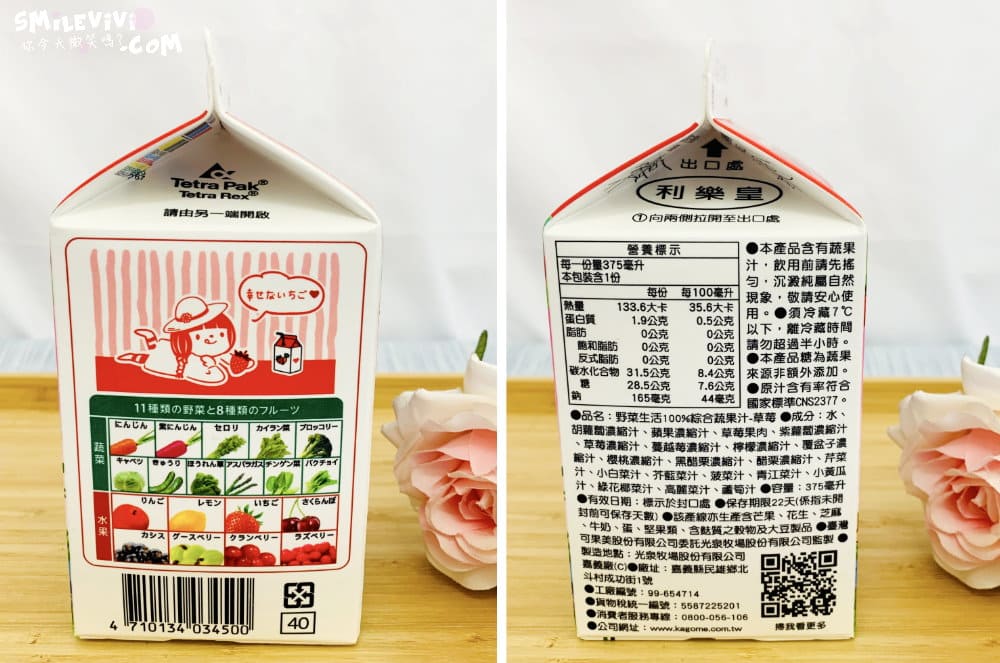 SMiLEViVi
你今天微笑嗎?
.COM
Tetra Pak®
Tetra Rex®
請由另一端開啟
幸せないちご♥
11種類の野菜と8種類のフルーツ
蔬菜
にんじん 紫にんじん セロリ カイラン菜 ブロッコリー
キャベツ きゅうり ほうれん草 アスパラガス チンゲン菜 パクチョイ
水果
りんご レモン いちご さくらんぼ
カシス グースベリー クランベリー ラズベリー
4 710134 034500
40
出口處
利樂皇
①向兩側拉開至出口處
營養標示
每一份量375毫升
本包裝含1份
每份 每100毫升
熱量 133.6大卡 35.6大卡
蛋白質 1.9公克 0.5公克
脂肪 0公克 0公克
飽和脂肪 0公克 0公克
反式脂肪 0公克 0公克
碳水化合物 31.5公克 8.4公克
糖 28.5公克 7.6公克
鈉 165毫克 44毫克
●本產品含有蔬果
汁，飲用前請先搖
勻，沉澱純屬自然
現象，敬請安心使
用。●須冷藏7℃
以下，離冷藏時間
請勿超過半小時。
●本產品糖為蔬果
來源非額外添加。
●原汁含有率符合
國家標準CNS2377。
●品名：野菜生活100%綜合蔬果汁-草莓 ●成分：水、
胡蘿蔔濃縮汁、蘋果濃縮汁、草莓果肉、紫蘿蔔濃縮汁
、草莓濃縮汁、蔓越莓濃縮汁、檸檬濃縮汁、覆盆子濃
縮汁、櫻桃濃縮汁、黑醋栗濃縮汁、醋栗濃縮汁、芹菜
汁、小白菜汁、芥藍菜汁、菠菜汁、青江菜汁、小黃瓜
汁、綠花椰菜汁、高麗菜汁、蘆筍汁 ●容量：375毫升
●有效日期：標示於封口處 ●保存期限22天(係指未開
封前可保存天數) ●該產線亦生產含芒果、花生、芝麻
、牛奶、蛋、堅果類、含麩質之穀物及大豆製品 ●臺灣
可果美股份有限公司委託光泉牧場股份有限公司監製 ●
製造地點：光泉牧場股份有限公司
嘉義廠(C)●廠址：嘉義縣民雄鄉北
斗村成功街1號
●工廠編號：99-654714
●貨物稅統一編號：5587225201
●消費者服務專線：0800-056-106
●公司網址：www.kagome.com.tw
掃我看更多